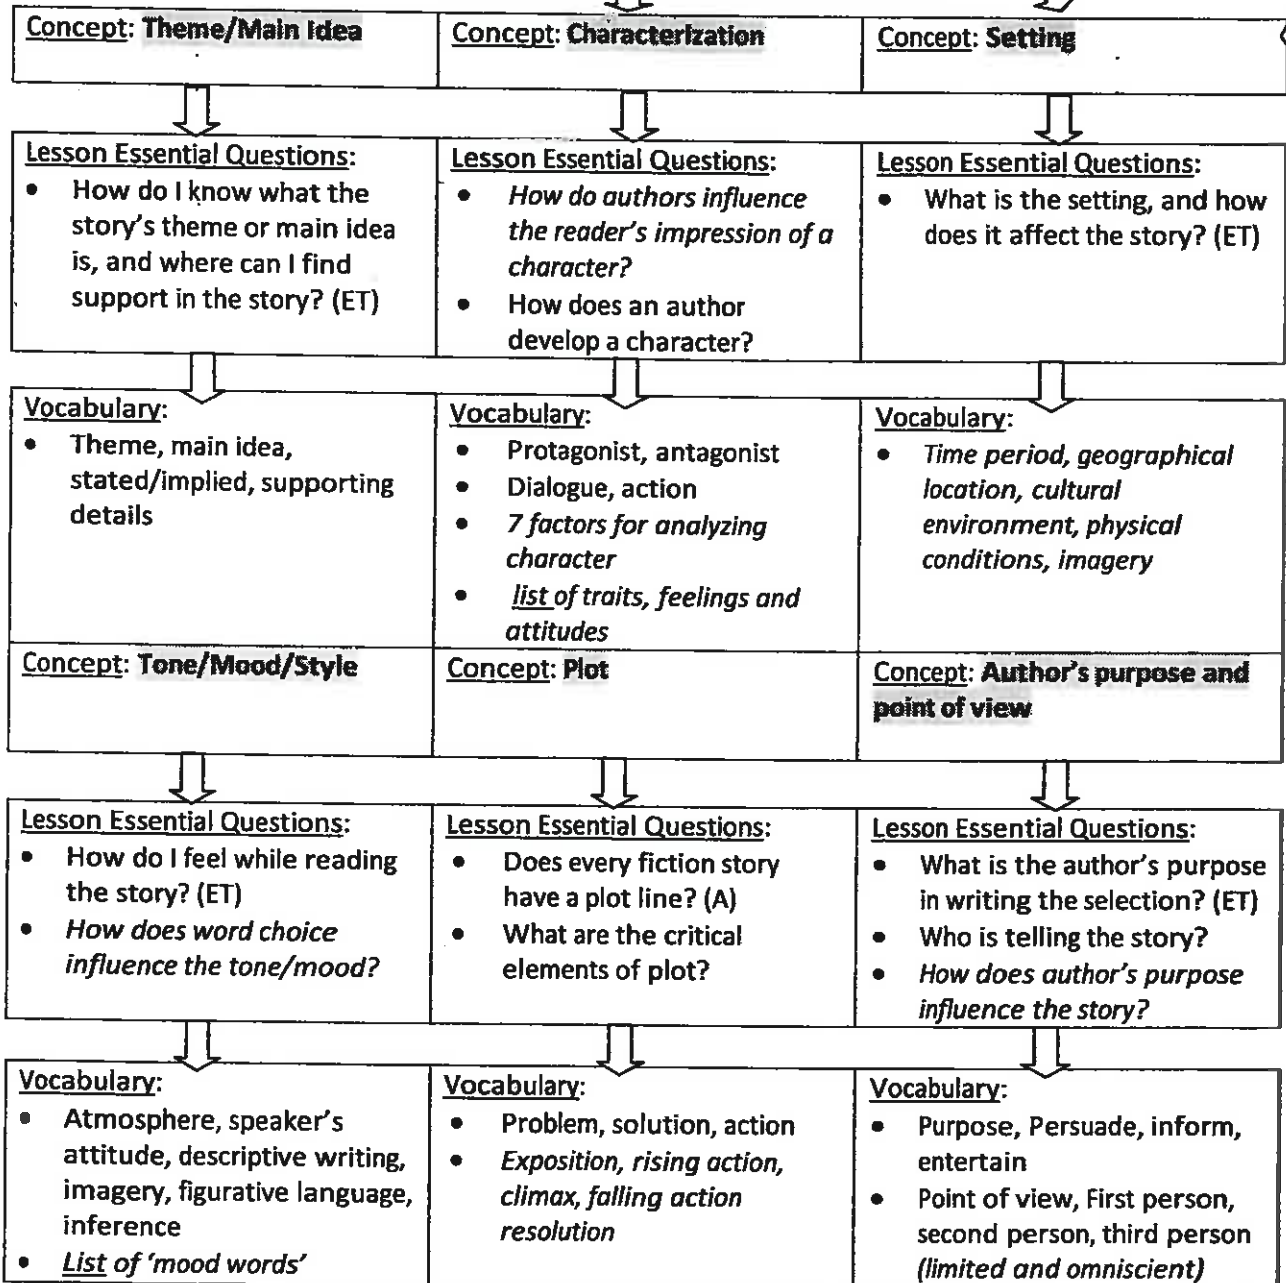 Concept: Theme/Main Idea
Concept: Characterization
Concept: Setting
Lesson Essential Questions:
• How do I know what the
story's theme or main idea
is, and where can I find
support in the story? (ET)
Lesson Essential Questions:
• How do authors influence
the reader's impression of a
character?
• How does an author
develop a character?
Lesson Essential Questions:
• What is the setting, and how
does it affect the story? (ET)
Vocabulary:
• Theme, main idea,
stated/implied, supporting
details
Vocabulary:
• Protagonist, antagonist
• Dialogue, action
• 7 factors for analyzing
character
• list of traits, feelings and
attitudes
Vocabulary:
• Time period, geographical
location, cultural
environment, physical
conditions, imagery
Concept: Tone/Mood/Style
Concept: Plot
Concept: Author's purpose and
point of view
Lesson Essential Questions:
• How do I feel while reading
the story? (ET)
• How does word choice
influence the tone/mood?
Lesson Essential Questions:
• Does every fiction story
have a plot line? (A)
• What are the critical
elements of plot?
Lesson Essential Questions:
• What is the author's purpose
in writing the selection? (ET)
• Who is telling the story?
• How does author's purpose
influence the story?
Vocabulary:
• Atmosphere, speaker's
attitude, descriptive writing,
imagery, figurative language,
inference
• List of 'mood words'
Vocabulary:
• Problem, solution, action
• Exposition, rising action,
climax, falling action
resolution
Vocabulary:
• Purpose, Persuade, inform,
entertain
• Point of view, First person,
second person, third person
(limited and omniscient)